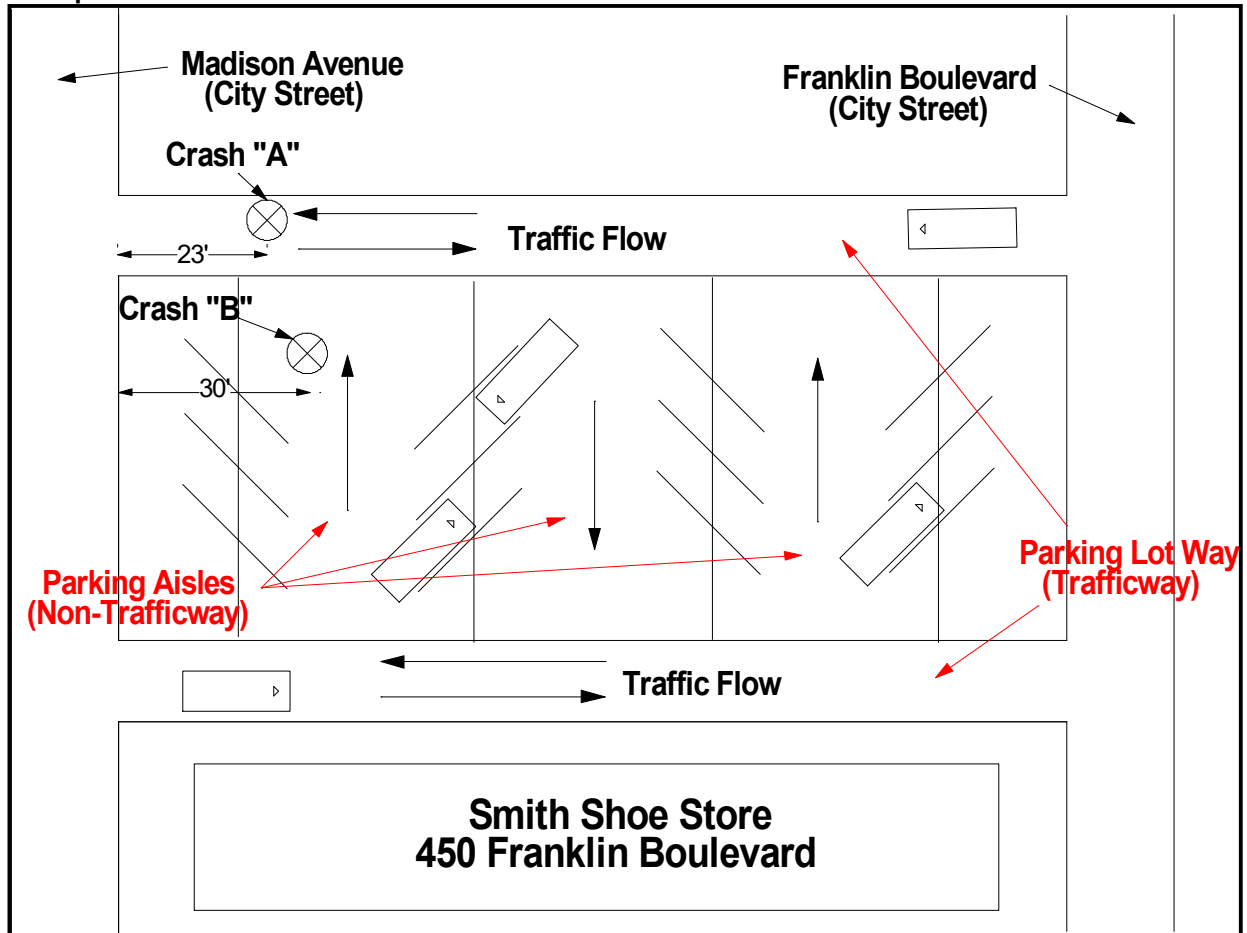 Madison Avenue
(City Street)
Franklin Boulevard
(City Street)
Crash "A"
Traffic Flow
23'
Crash "B"
30'
Parking Aisles
(Non-Trafficway)
Parking Lot Way
(Trafficway)
Traffic Flow
Smith Shoe Store
450 Franklin Boulevard